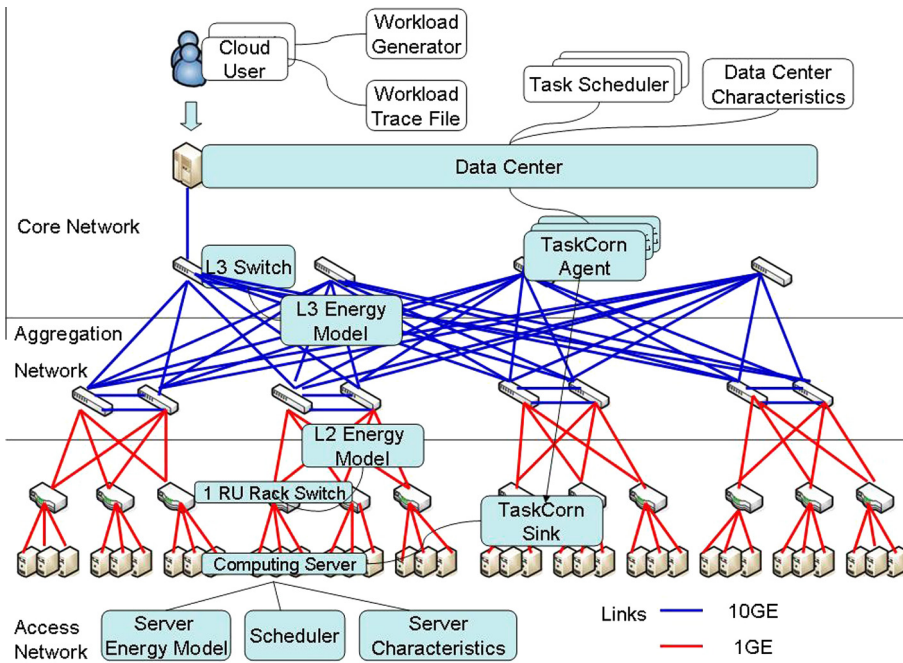 Workload
Generator
Cloud
User
Workload
Trace File
Task Scheduler
Data Center
Characteristics
Data Center
Core Network
L3 Switch
TaskCorn
Agent
L3 Energy
Model
Aggregation
Network
L2 Energy
Model
1 RU Rack Switch
TaskCorn
Sink
Computing Server
Access
Network
Server
Energy Model
Scheduler
Server
Characteristics
Links
10GE
1GE